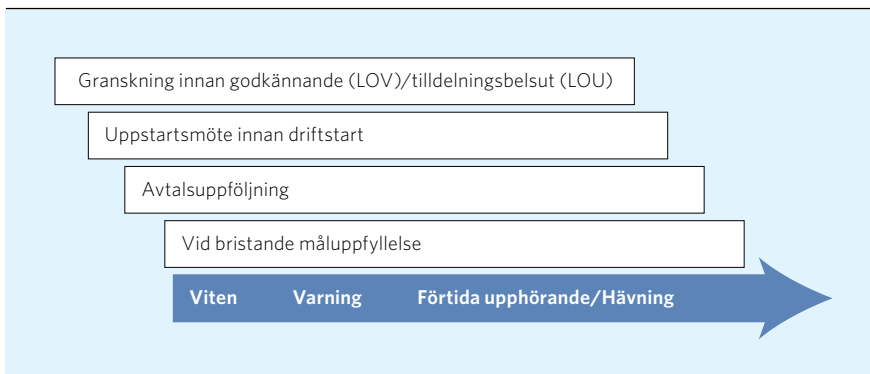 Granskning innan godkännande (LOV)/tilldelningsbelsut (LOU)
Uppstartsmöte innan driftstart
Avtalsuppföljning
Vid bristande måluppfyllelse
Viten Varning Förtida upphörande/Hävning